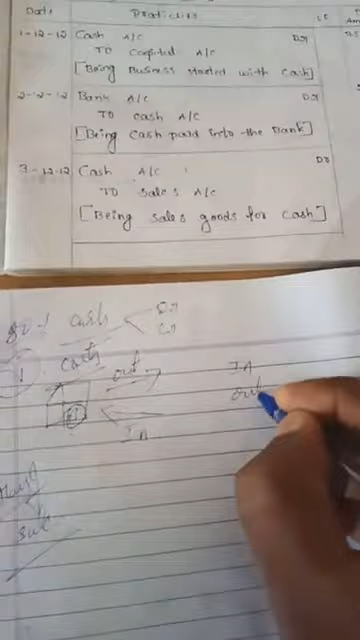 Date Particulars L.F
1-12-12 Cash A/c Dr
To Capital A/c
[Being Business started with Cash]
2-12-12 Bank A/c Dr
To cash A/c
[Being Cash paid into the Bank]
3-12-12 Cash A/c Dr
To Sales A/c
[Being Sales goods for Cash]
cash Dr
Cr
1 cash out
In
In
out